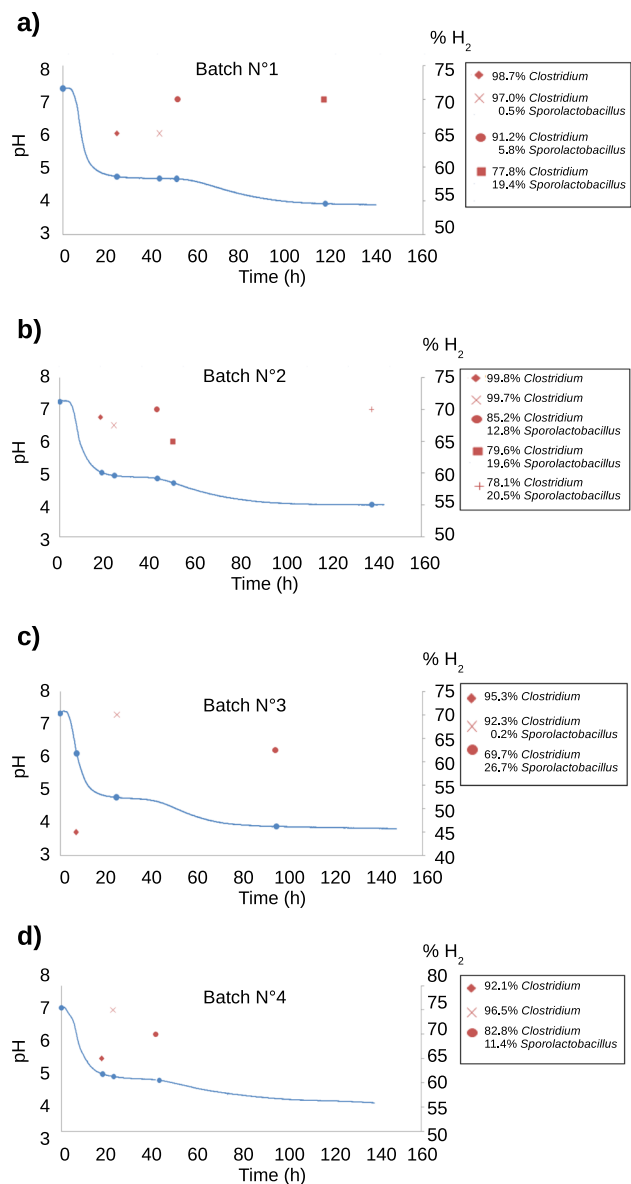 a)
% H2
Batch N°1
8
7
6
5
4
3
pH
75
70
65
60
55
50
0 20 40 60 80 100 120 140 160
Time (h)
98.7% Clostridium
97.0% Clostridium
0.5% Sporolactobacillus
91.2% Clostridium
5.8% Sporolactobacillus
77.8% Clostridium
19.4% Sporolactobacillus
b)
% H2
Batch N°2
8
7
6
5
4
3
pH
75
70
65
60
55
50
0 20 40 60 80 100 120 140 160
Time (h)
99.8% Clostridium
99.7% Clostridium
85.2% Clostridium
12.8% Sporolactobacillus
79.6% Clostridium
19.6% Sporolactobacillus
78.1% Clostridium
20.5% Sporolactobacillus
c)
% H2
Batch N°3
8
7
6
5
4
3
pH
75
70
65
60
55
50
45
40
0 20 40 60 80 100 120 140 160
Time (h)
95.3% Clostridium
92.3% Clostridium
0.2% Sporolactobacillus
69.7% Clostridium
26.7% Sporolactobacillus
d)
% H2
Batch N°4
8
7
6
5
4
3
pH
80
75
70
65
60
55
50
0 20 40 60 80 100 120 140 160
Time (h)
92.1% Clostridium
96.5% Clostridium
82.8% Clostridium
11.4% Sporolactobacillus